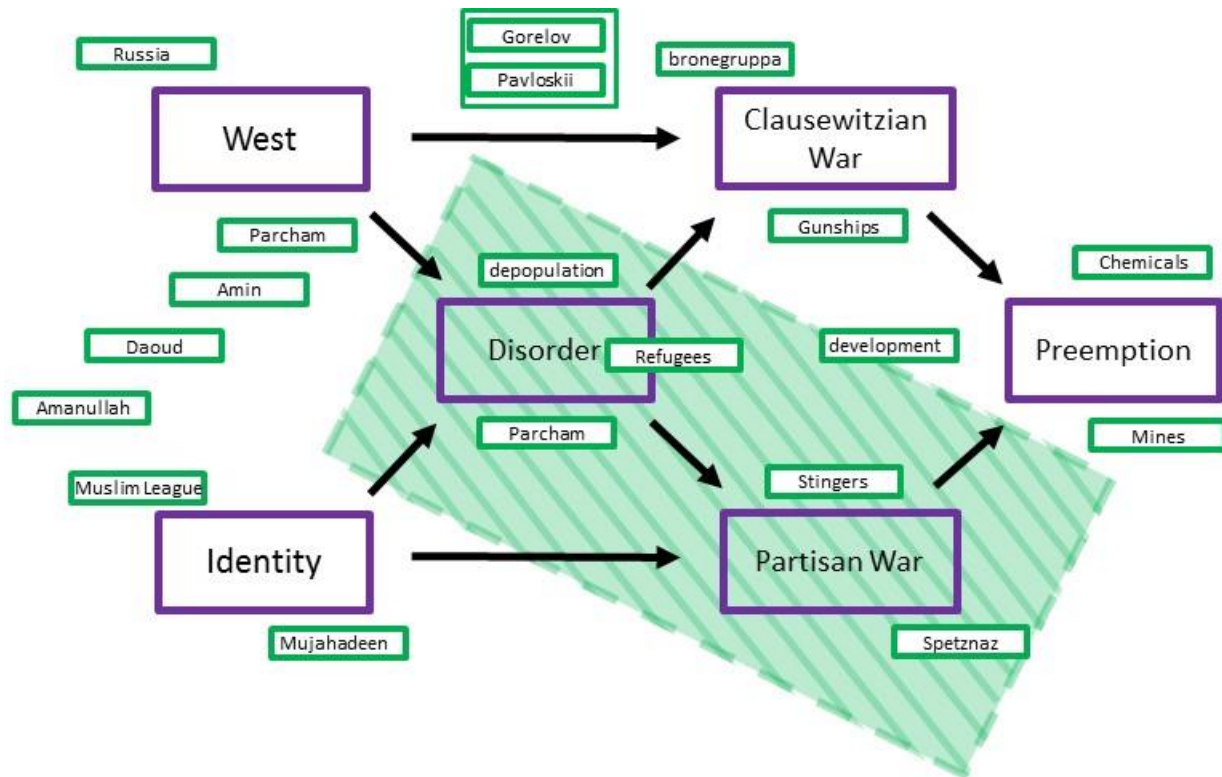 Gorelov
Russia
bronegruppa
Pavloskii
West
Clausewitzian
War
Parcham
Gunships
depopulation
Chemicals
Amin
Daoud
Disorder
Refugees
development
Preemption
Amanullah
Parcham
Mines
Muslim League
Stingers
Identity
Partisan War
Mujahadeen
Spetznaz